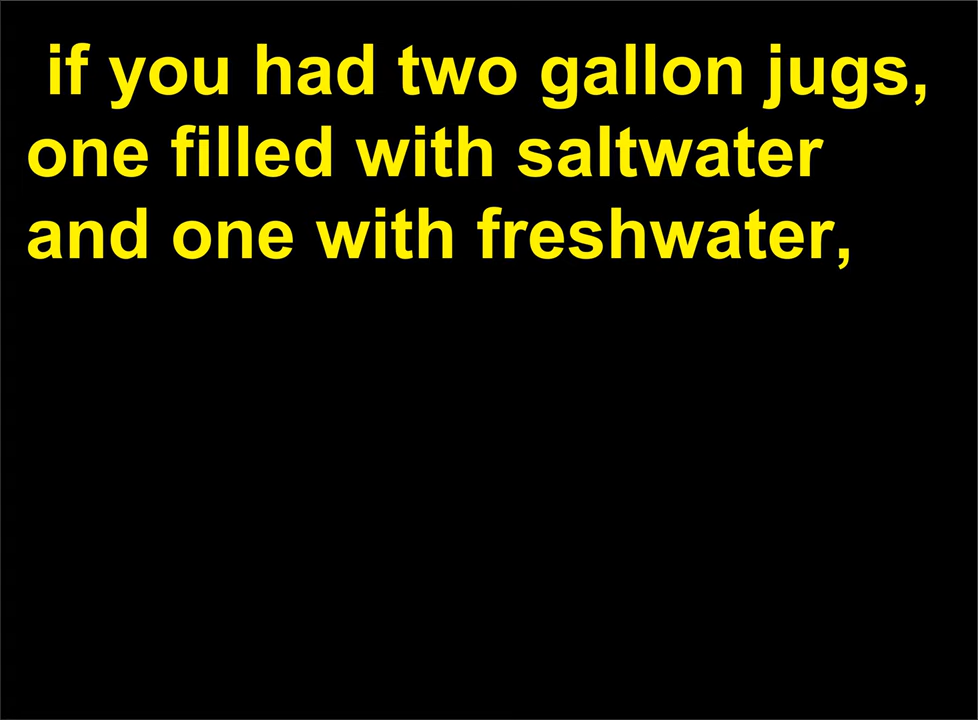 if you had two gallon jugs,
one filled with saltwater
and one with freshwater,